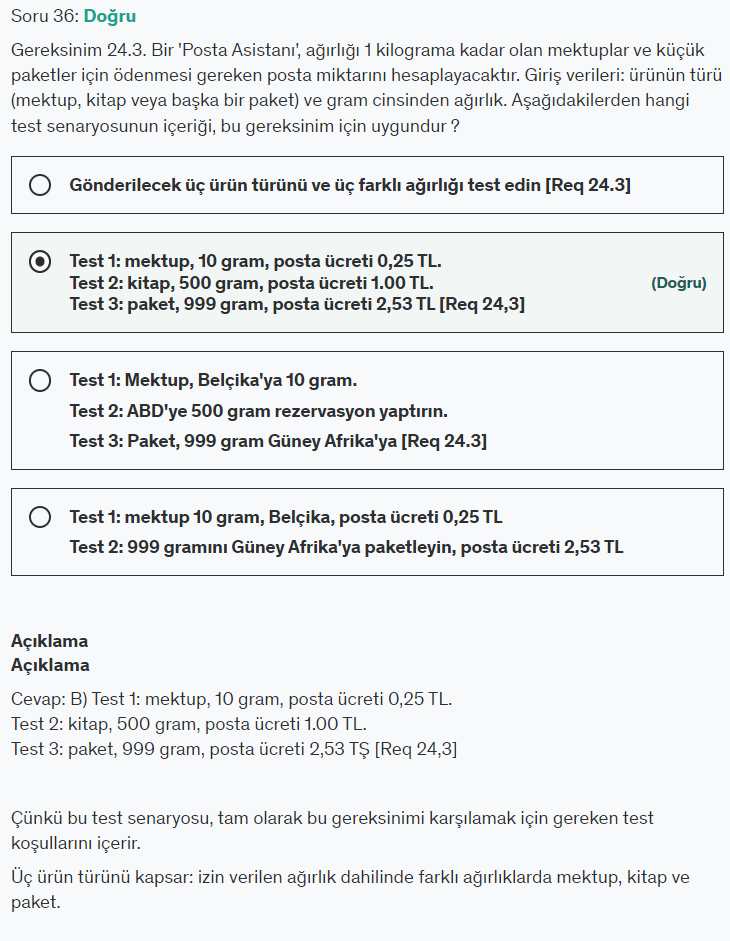 Soru 36: Doğru
Gereksinim 24.3. Bir 'Posta Asistanı', ağırlığı 1 kilograma kadar olan mektuplar ve küçük
paketler için ödenmesi gereken posta miktarını hesaplayacaktır. Giriş verileri: ürünün türü
(mektup, kitap veya başka bir paket) ve gram cinsinden ağırlık. Aşağıdakilerden hangi
test senaryosunun içeriği, bu gereksinim için uygundur ?
Gönderilecek üç ürün türünü ve üç farklı ağırlığı test edin [Req 24.3]
Test 1: mektup, 10 gram, posta ücreti 0,25 TL.
Test 2: kitap, 500 gram, posta ücreti 1.00 TL.
Test 3: paket, 999 gram, posta ücreti 2,53 TL [Req 24,3]
(Doğru)
Test 1: Mektup, Belçika'ya 10 gram.
Test 2: ABD'ye 500 gram rezervasyon yaptırın.
Test 3: Paket, 999 gram Güney Afrika'ya [Req 24.3]
Test 1: mektup 10 gram, Belçika, posta ücreti 0,25 TL
Test 2: 999 gramını Güney Afrika'ya paketleyin, posta ücreti 2,53 TL
Açıklama
Açıklama
Cevap: B) Test 1: mektup, 10 gram, posta ücreti 0,25 TL.
Test 2: kitap, 500 gram, posta ücreti 1.00 TL.
Test 3: paket, 999 gram, posta ücreti 2,53 TŞ [Req 24,3]
Çünkü bu test senaryosu, tam olarak bu gereksinimi karşılamak için gereken test
koşullarını içerir.
Üç ürün türünü kapsar: izin verilen ağırlık dahilinde farklı ağırlıklarda mektup, kitap ve
paket.